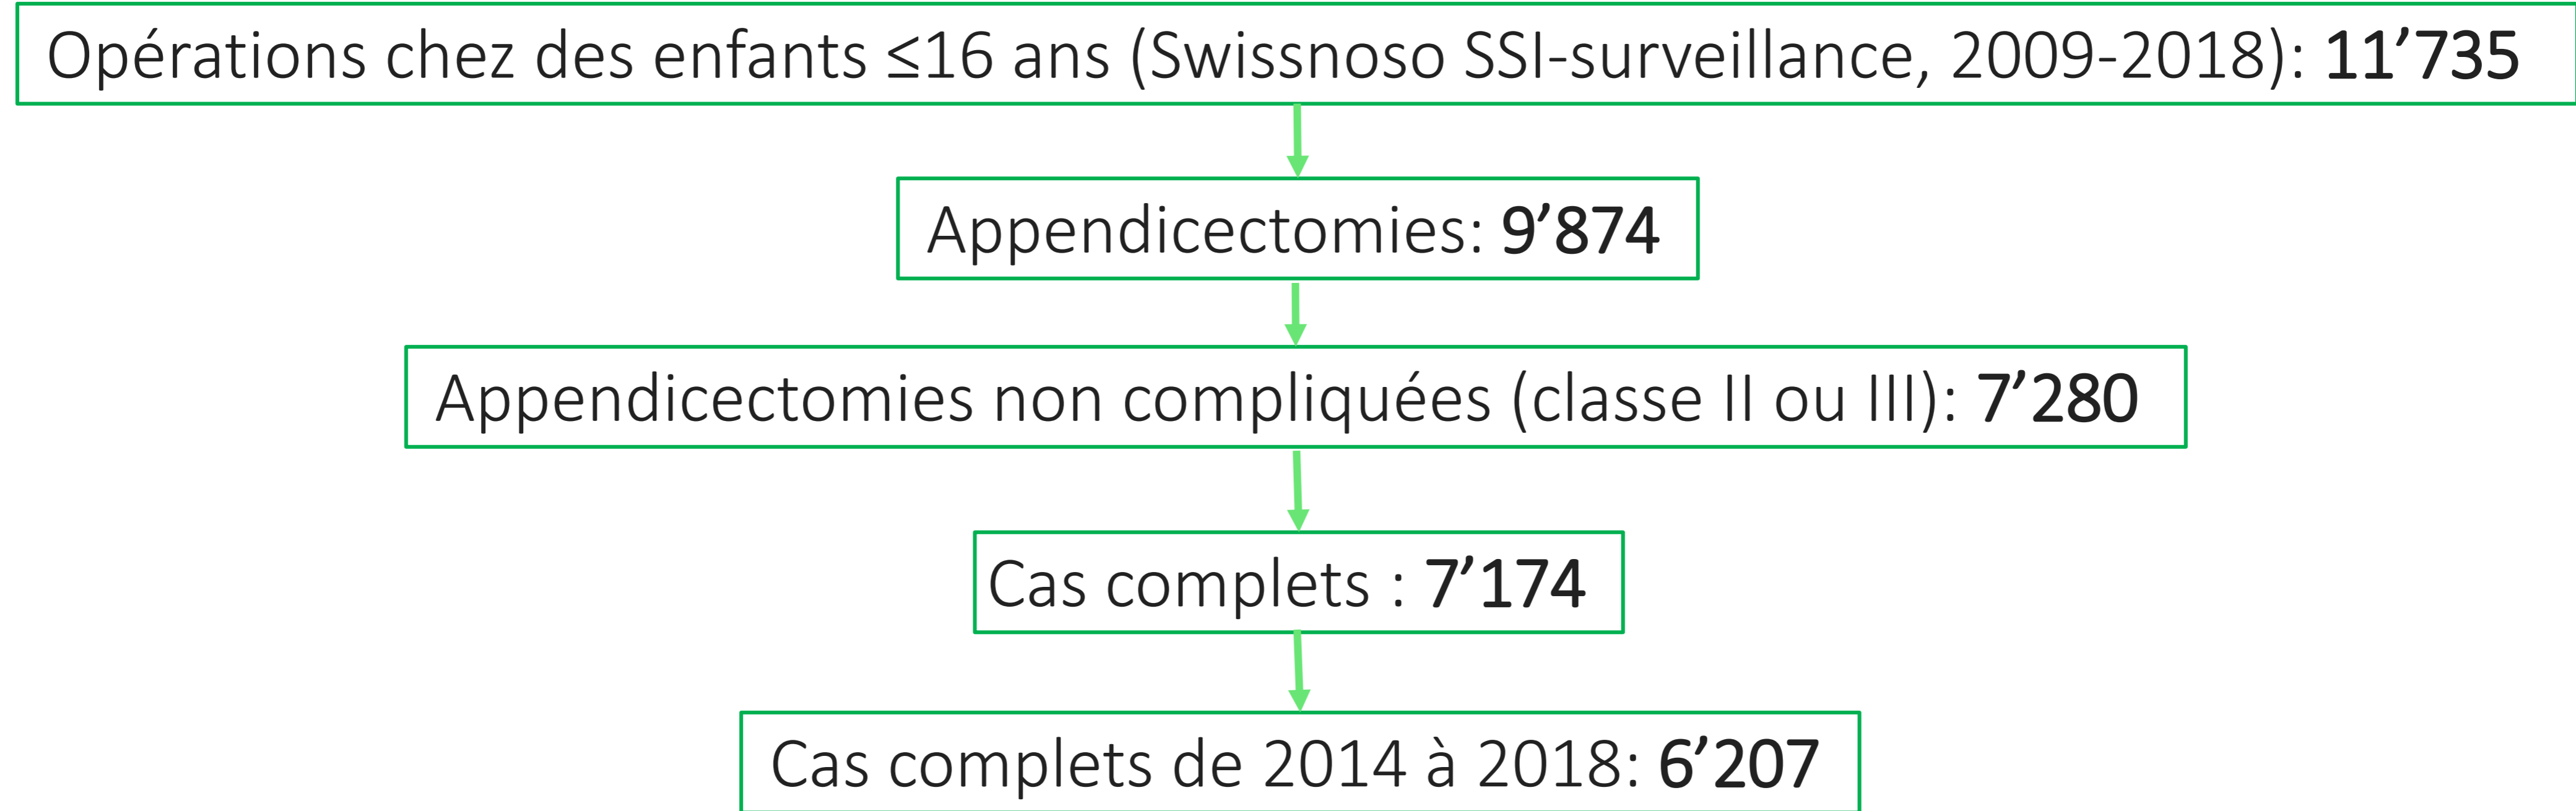 Opérations chez des enfants ≤16 ans (Swissnoso SSI-surveillance, 2009-2018): 11’735
Appendicectomies: 9’874
Appendicectomies non compliquées (classe II ou III): 7’280
Cas complets : 7’174
Cas complets de 2014 à 2018: 6’207